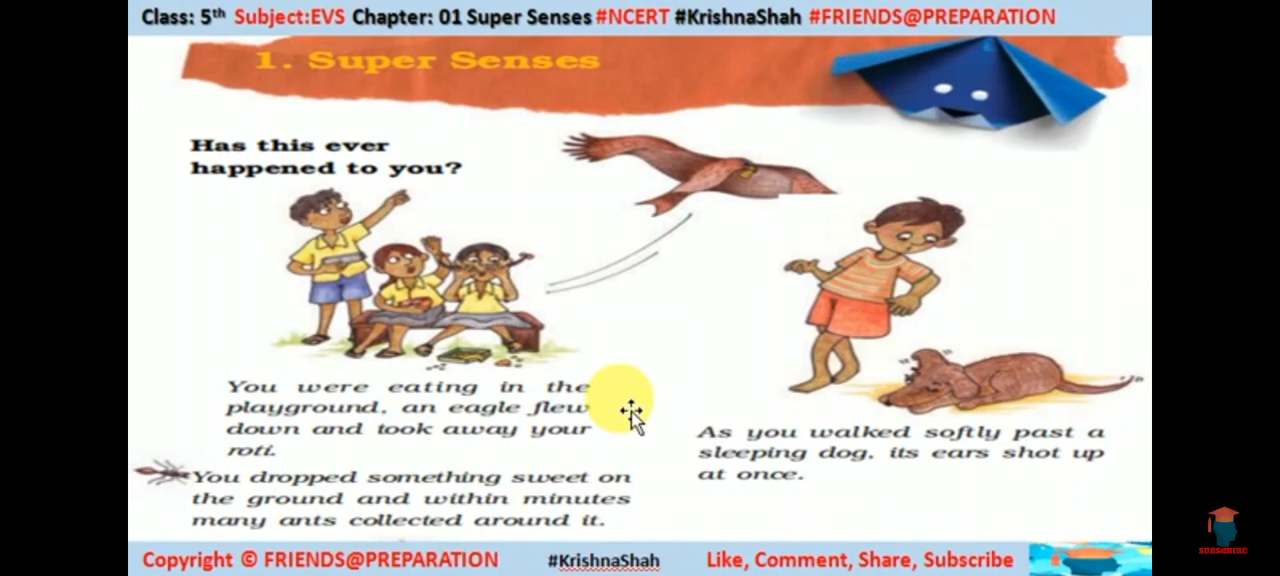 Class: 5th Subject:EVS Chapter: 01 Super Senses #NCERT #KrishnaShah #FRIENDS@PREPARATION
1. Super Senses
Has this ever
happened to you?
You were eating in the
playground, an eagle flew
down and took away your
roti.
You dropped something sweet on
the ground and within minutes
many ants collected around it.
As you walked softly past a
sleeping dog, its ears shot up
at once.
Copyright © FRIENDS@PREPARATION #KrishnaShah Like, Comment, Share, Subscribe
SUBSCRIBE